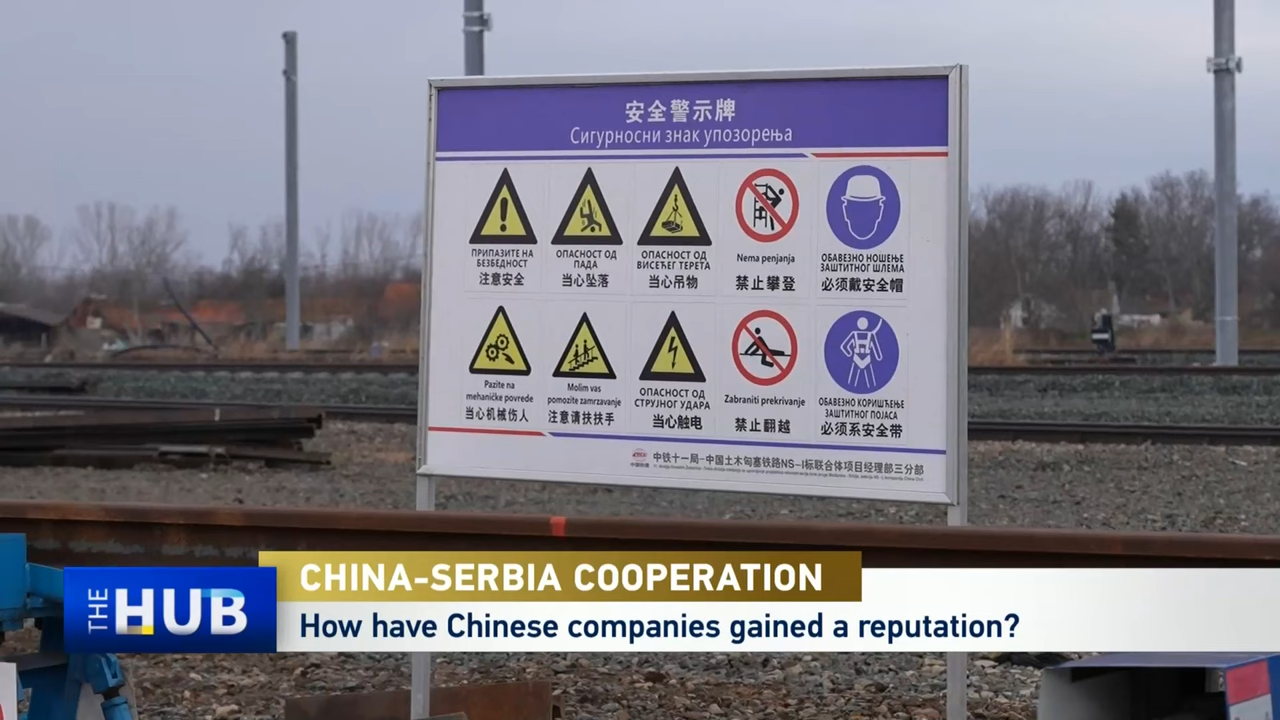 安全警示牌
Сигурносни знак упозорења
ПРИПАЗИТЕ НА
БЕЗБЕДНОСТ
注意安全
ОПАСНОСТ ОД
ПАДА
当心坠落
ОПАСНОСТ ОД
ВИСЕЋЕГ ТЕРЕТА
当心吊物
Nema penjanja
禁止攀登
ОБАВЕЗНО НОШЕЊЕ
ЗАШТИТНОГ ШЛЕМА
必须戴安全帽
Pazite na
mehaničke povrede
当心机械伤人
Molim vas
pomozite zamrzavanje
注意请扶扶手
ОПАСНОСТ ОД
СТРУЈНОГ УДАРА
当心触电
Zabraniti prekrivanje
禁止翻越
ОБАВЕЗНО КОРИШЋЕЊЕ
ЗАШТИТНОГ ПОЈАСА
必须系安全带
中铁十一局-中国土木匈塞铁路NS-I标联合体项目经理部三分部
THE HUB
CHINA-SERBIA COOPERATION
How have Chinese companies gained a reputation?